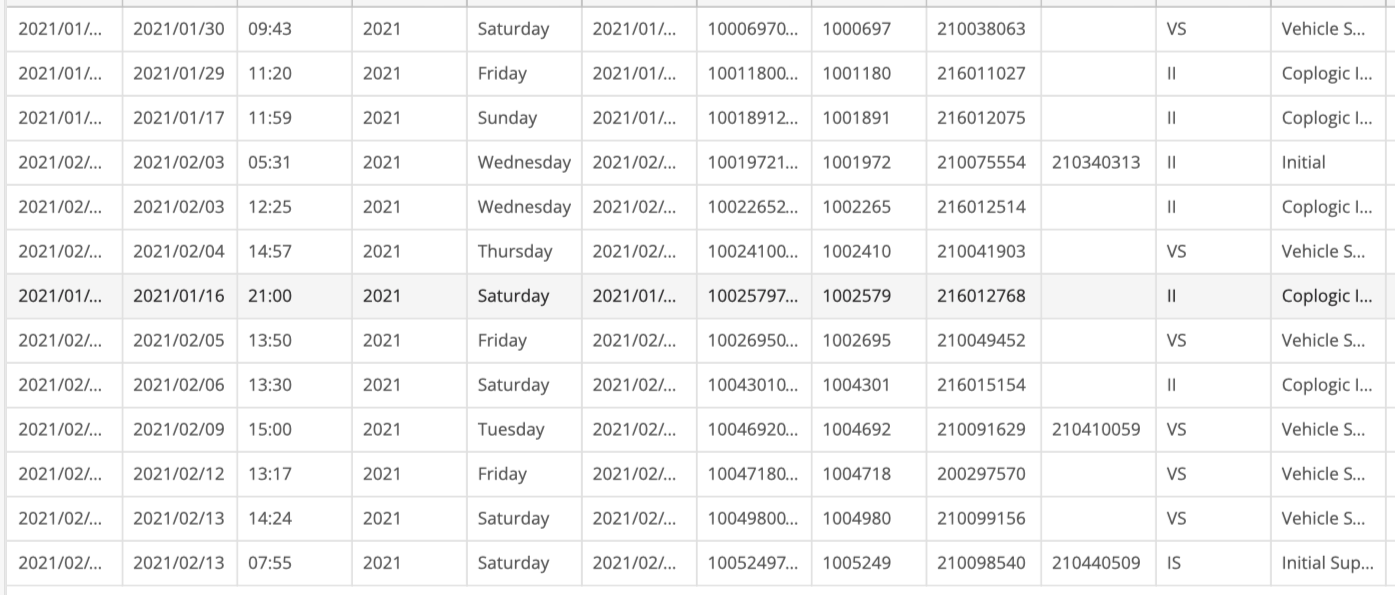 2021/01/... 2021/01/30 09:43 2021 Saturday 2021/01/... 10006970... 1000697 210038063 VS Vehicle S...
2021/01/... 2021/01/29 11:20 2021 Friday 2021/01/... 10011800... 1001180 216011027 II Coplogic I...
2021/01/... 2021/01/17 11:59 2021 Sunday 2021/01/... 10018912... 1001891 216012075 II Coplogic I...
2021/02/... 2021/02/03 05:31 2021 Wednesday 2021/02/... 10019721... 1001972 210075554 210340313 II Initial
2021/02/... 2021/02/03 12:25 2021 Wednesday 2021/02/... 10022652... 1002265 216012514 II Coplogic I...
2021/02/... 2021/02/04 14:57 2021 Thursday 2021/02/... 10024100... 1002410 210041903 VS Vehicle S...
2021/01/... 2021/01/16 21:00 2021 Saturday 2021/01/... 10025797... 1002579 216012768 II Coplogic I...
2021/02/... 2021/02/05 13:50 2021 Friday 2021/02/... 10026950... 1002695 210049452 VS Vehicle S...
2021/02/... 2021/02/06 13:30 2021 Saturday 2021/02/... 10043010... 1004301 216015154 II Coplogic I...
2021/02/... 2021/02/09 15:00 2021 Tuesday 2021/02/... 10046920... 1004692 210091629 210410059 VS Vehicle S...
2021/02/... 2021/02/12 13:17 2021 Friday 2021/02/... 10047180... 1004718 200297570 VS Vehicle S...
2021/02/... 2021/02/13 14:24 2021 Saturday 2021/02/... 10049800... 1004980 210099156 VS Vehicle S...
2021/02/... 2021/02/13 07:55 2021 Saturday 2021/02/... 10052497... 1005249 210098540 210440509 IS Initial Sup...